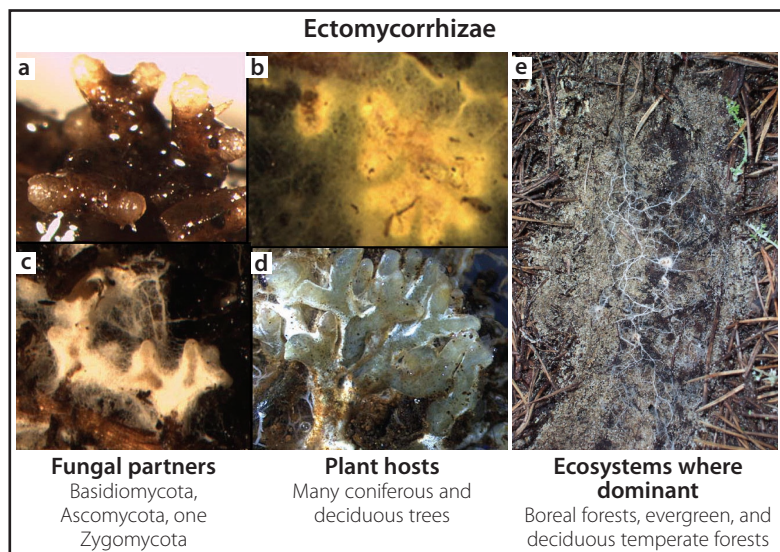 Ectomycorrhizae
a
b
e
c
d
Fungal partners
Basidiomycota,
Ascomycota, one
Zygomycota
Plant hosts
Many coniferous and
deciduous trees
Ecosystems where
dominant
Boreal forests, evergreen, and
deciduous temperate forests